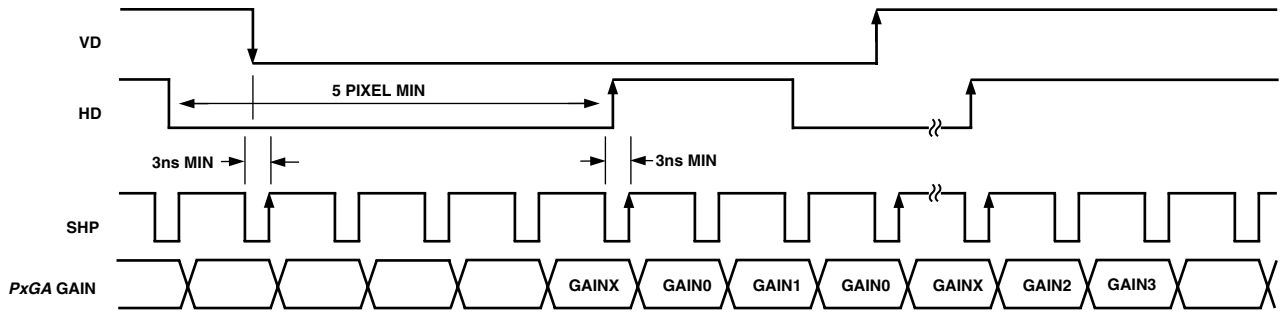 VD
HD
5 PIXEL MIN
3ns MIN
3ns MIN
SHP
PxGA GAIN
GAINX
GAIN0
GAIN1
GAIN0
GAINX
GAIN2
GAIN3